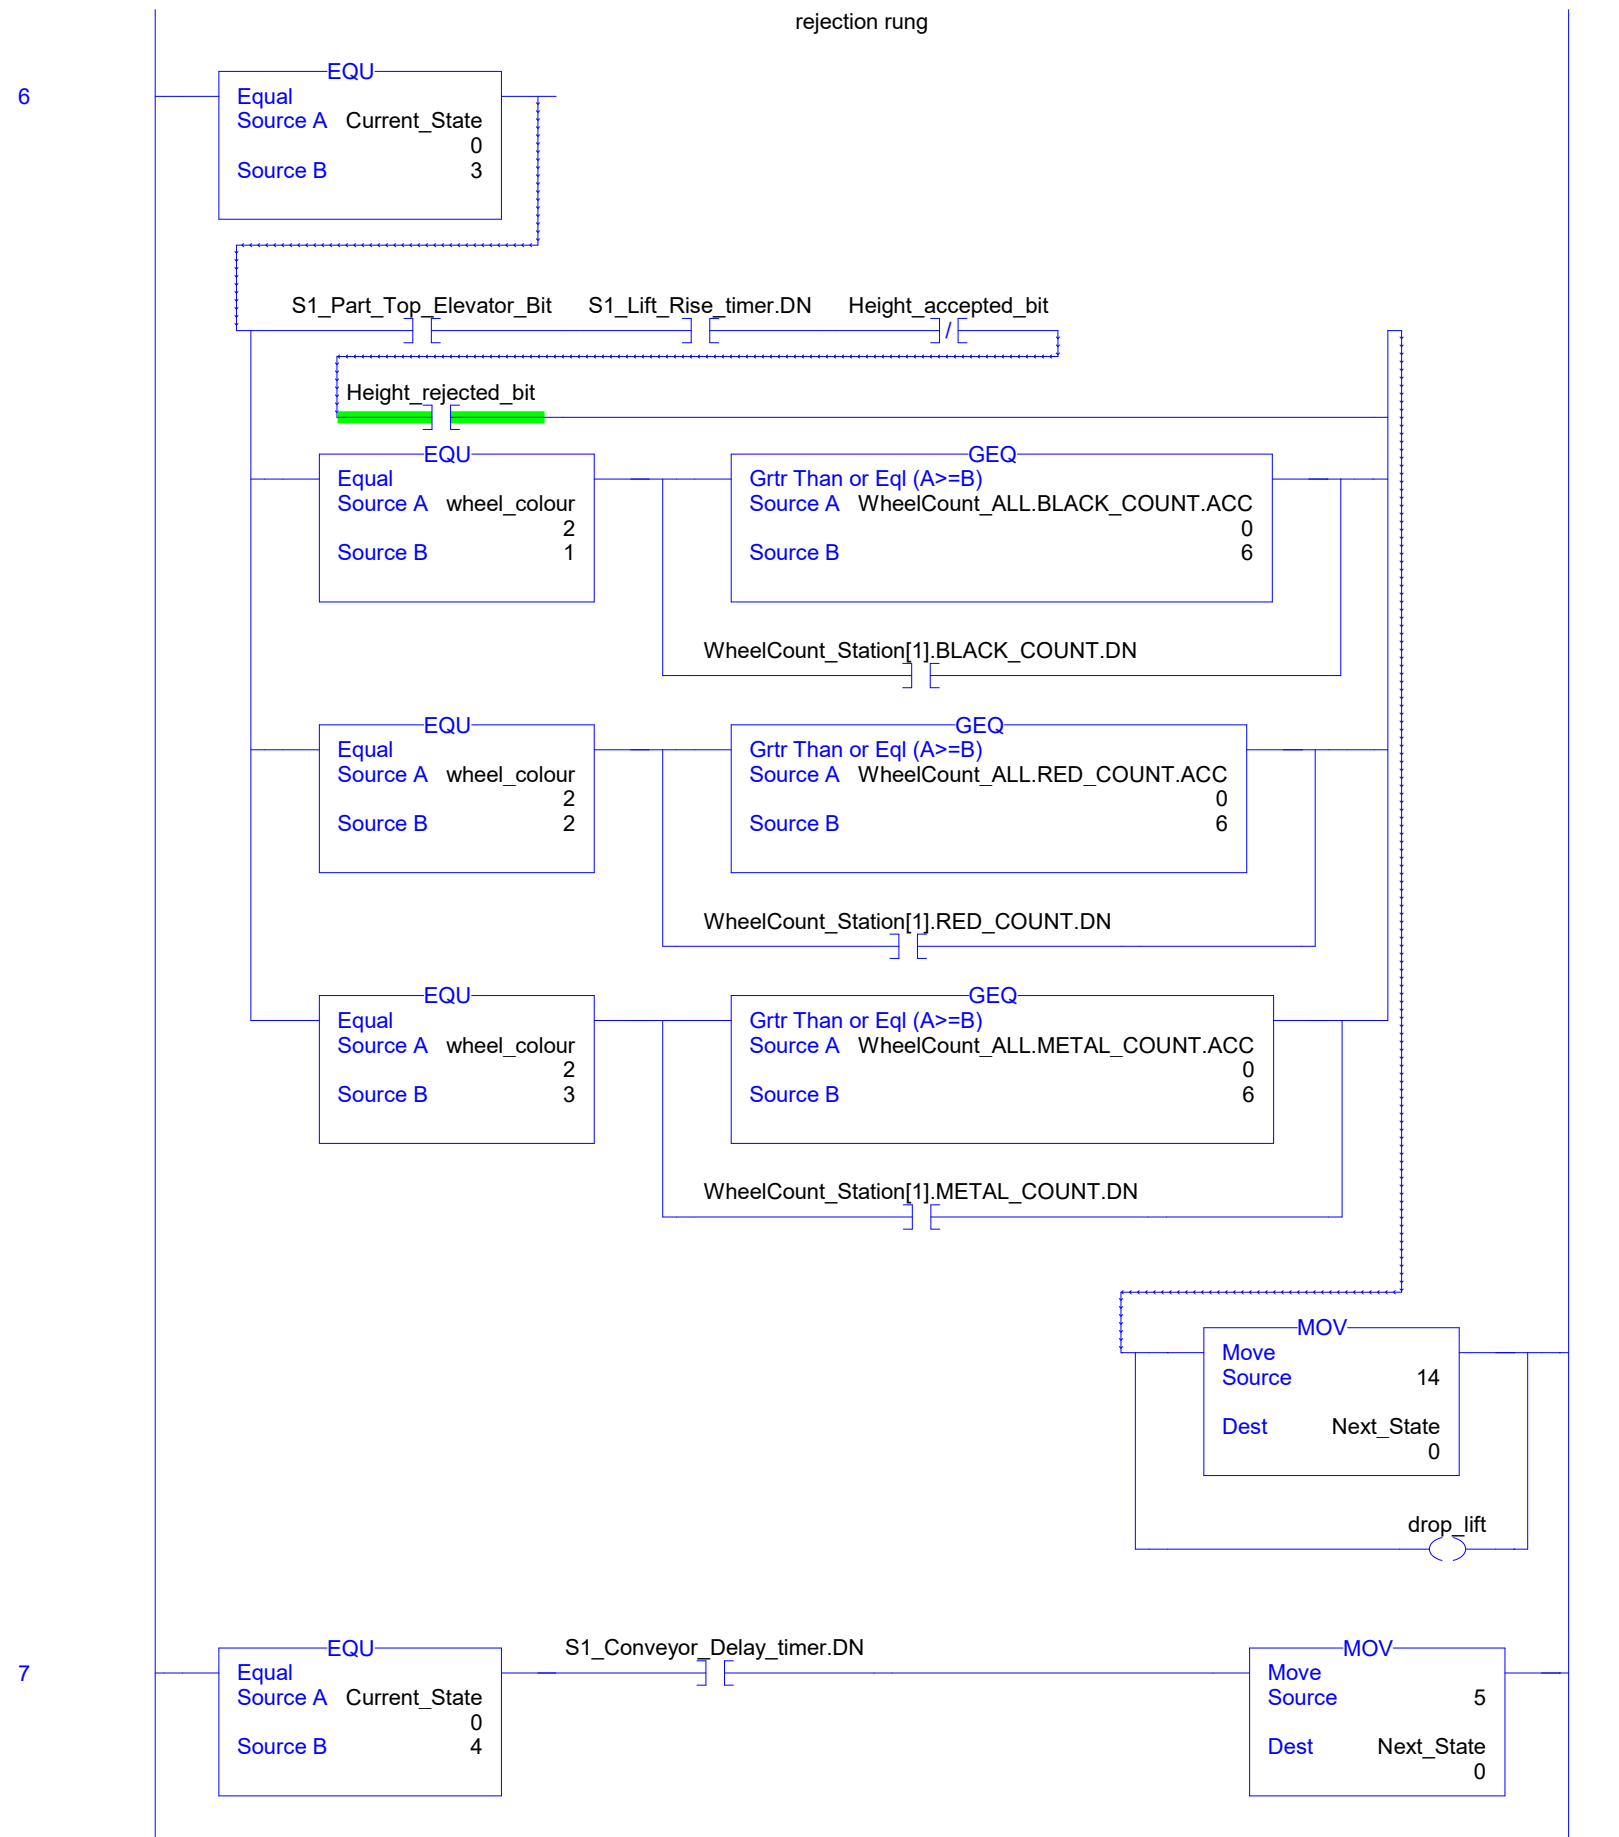 rejection rung
6
EQU
Equal
Source A Current_State
0
Source B 3
S1_Part_Top_Elevator_Bit S1_Lift_Rise_timer.DN Height_accepted_bit
/
Height_rejected_bit
EQU GEQ
Equal Grtr Than or Eql (A>=B)
Source A wheel_colour Source A WheelCount_ALL.BLACK_COUNT.ACC
2 0
Source B 1 Source B 6
WheelCount_Station[1].BLACK_COUNT.DN
EQU GEQ
Equal Grtr Than or Eql (A>=B)
Source A wheel_colour Source A WheelCount_ALL.RED_COUNT.ACC
2 0
Source B 2 Source B 6
WheelCount_Station[1].RED_COUNT.DN
EQU GEQ
Equal Grtr Than or Eql (A>=B)
Source A wheel_colour Source A WheelCount_ALL.METAL_COUNT.ACC
2 0
Source B 3 Source B 6
WheelCount_Station[1].METAL_COUNT.DN
MOV
Move
Source 14
Dest Next_State
0
drop_lift
7
EQU S1_Conveyor_Delay_timer.DN MOV
Equal Move
Source A Current_State Source 5
0
Source B 4 Dest Next_State
0